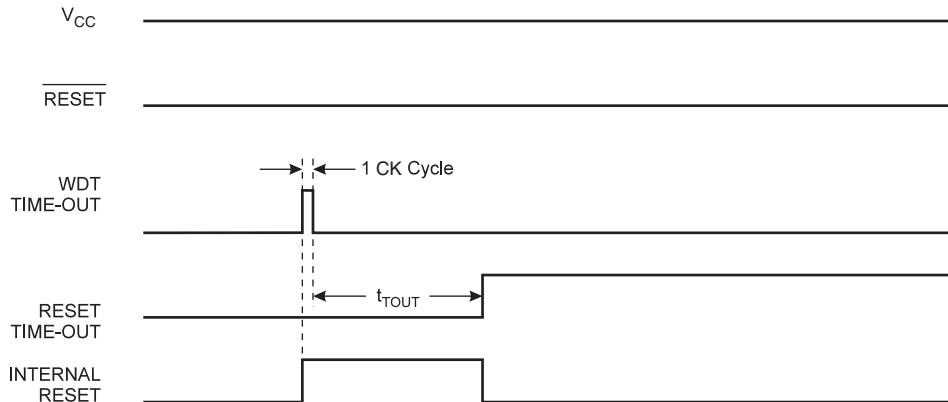 VCC
RESET
1 CK Cycle
WDT
TIME-OUT
tTOUT
RESET
TIME-OUT
INTERNAL
RESET